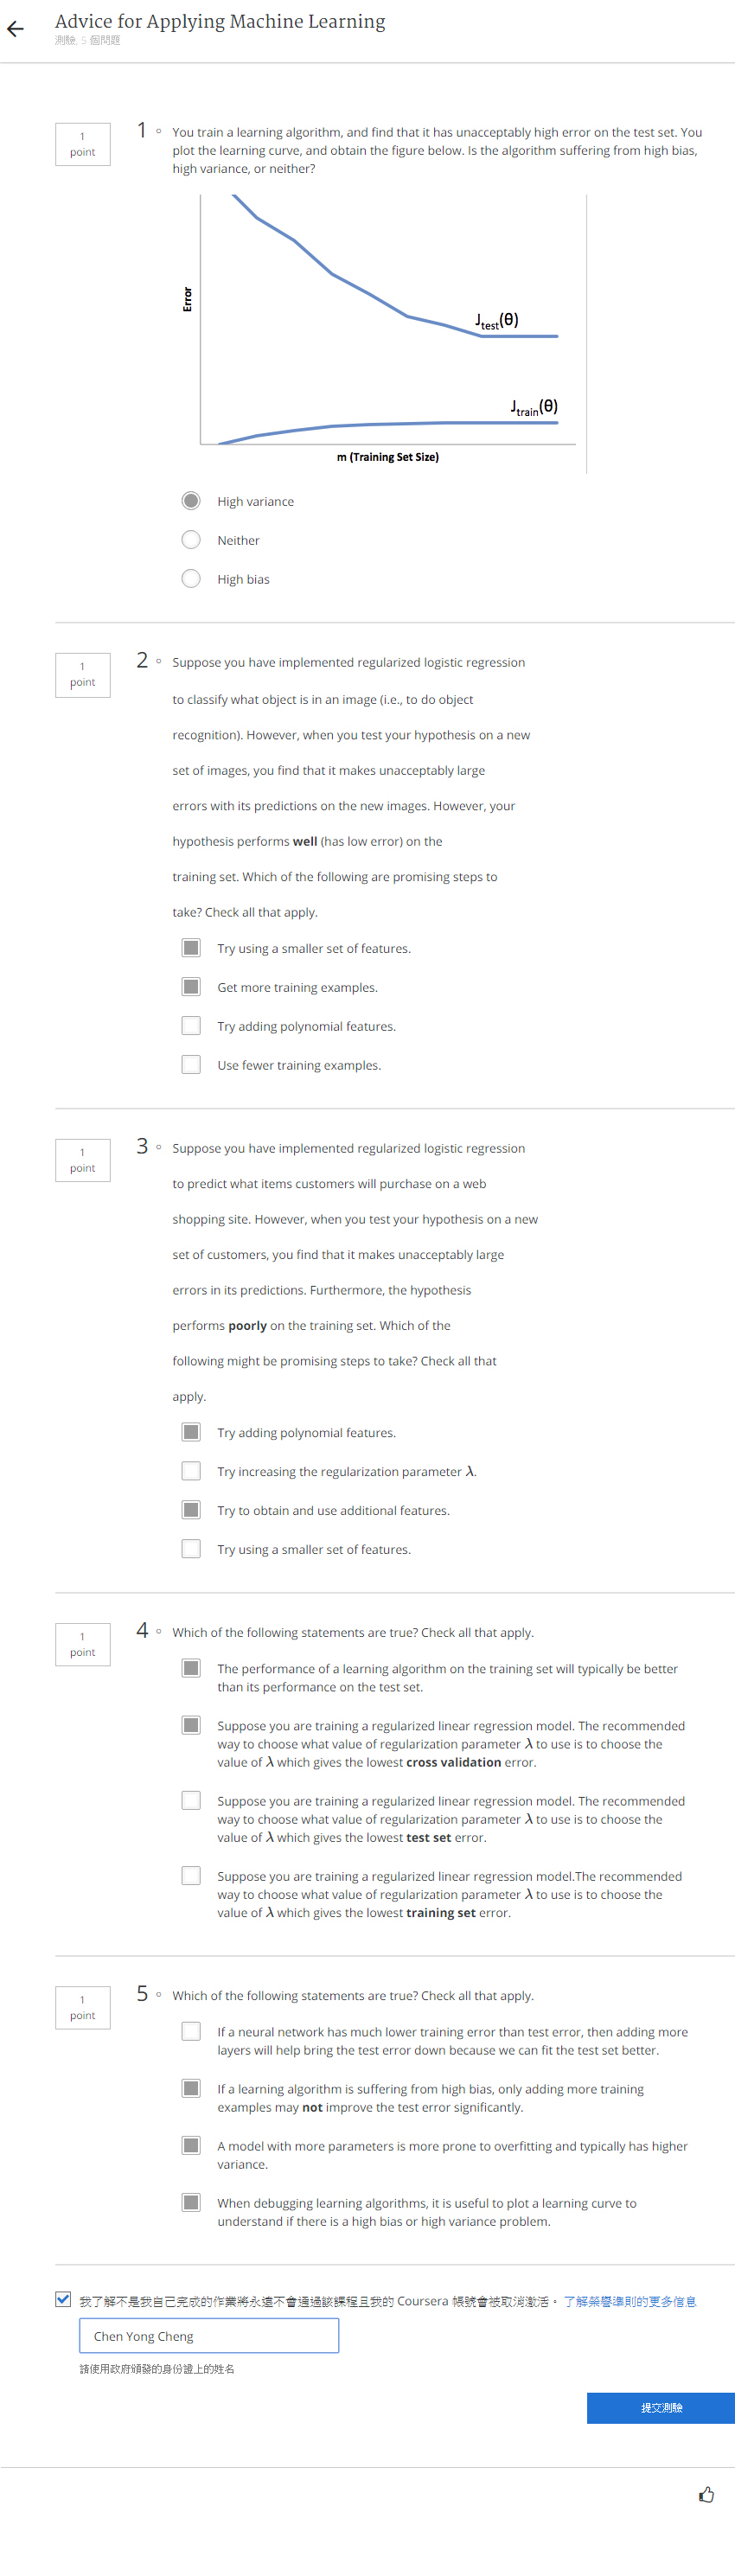 Advice for Applying Machine Learning
測驗, 5 個問題
1
point
1
You train a learning algorithm, and find that it has unacceptably high error on the test set. You
plot the learning curve, and obtain the figure below. Is the algorithm suffering from high bias,
high variance, or neither?
Error
Jtest(θ)
Jtrain(θ)
m (Training Set Size)
High variance
Neither
High bias
1
point
2
Suppose you have implemented regularized logistic regression
to classify what object is in an image (i.e., to do object
recognition). However, when you test your hypothesis on a new
set of images, you find that it makes unacceptably large
errors with its predictions on the new images. However, your
hypothesis performs well (has low error) on the
training set. Which of the following are promising steps to
take? Check all that apply.
Try using a smaller set of features.
Get more training examples.
Try adding polynomial features.
Use fewer training examples.
1
point
3
Suppose you have implemented regularized logistic regression
to predict what items customers will purchase on a web
shopping site. However, when you test your hypothesis on a new
set of customers, you find that it makes unacceptably large
errors in its predictions. Furthermore, the hypothesis
performs poorly on the training set. Which of the
following might be promising steps to take? Check all that
apply.
Try adding polynomial features.
Try increasing the regularization parameter λ.
Try to obtain and use additional features.
Try using a smaller set of features.
1
point
4
Which of the following statements are true? Check all that apply.
The performance of a learning algorithm on the training set will typically be better
than its performance on the test set.
Suppose you are training a regularized linear regression model. The recommended
way to choose what value of regularization parameter λ to use is to choose the
value of λ which gives the lowest cross validation error.
Suppose you are training a regularized linear regression model. The recommended
way to choose what value of regularization parameter λ to use is to choose the
value of λ which gives the lowest test set error.
Suppose you are training a regularized linear regression model.The recommended
way to choose what value of regularization parameter λ to use is to choose the
value of λ which gives the lowest training set error.
1
point
5
Which of the following statements are true? Check all that apply.
If a neural network has much lower training error than test error, then adding more
layers will help bring the test error down because we can fit the test set better.
If a learning algorithm is suffering from high bias, only adding more training
examples may not improve the test error significantly.
A model with more parameters is more prone to overfitting and typically has higher
variance.
When debugging learning algorithms, it is useful to plot a learning curve to
understand if there is a high bias or high variance problem.
我了解不是我自己完成的作業將永遠不會通過該課程且我的 Coursera 帳號會被取消激活。 了解榮譽準則的更多信息
Chen Yong Cheng
請使用政府頒發的身份證上的姓名
提交測驗